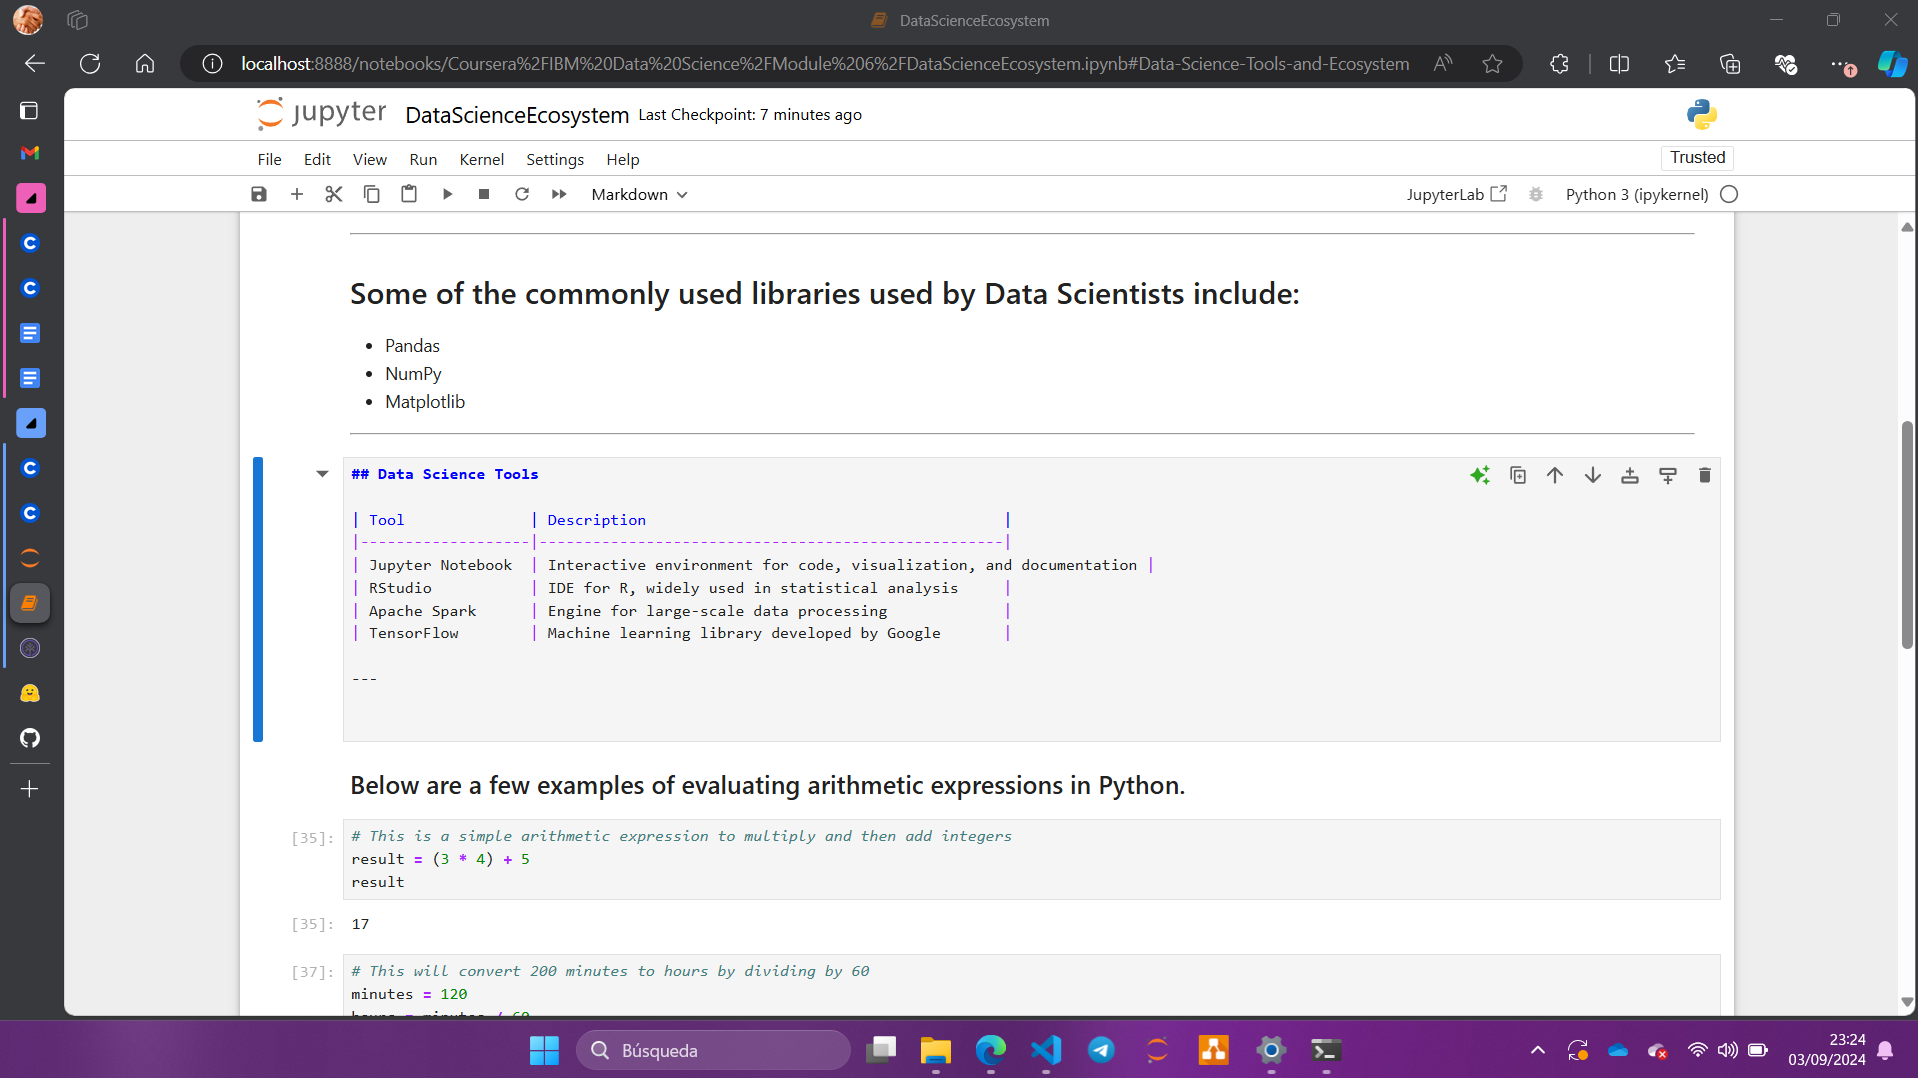 DataScienceEcosystem
localhost:8888/notebooks/Coursera%2FIBM%20Data%20Science%2FModule%206%2FDataScienceEcosystem.ipynb#Data-Science-Tools-and-Ecosystem
jupyter DataScienceEcosystem Last Checkpoint: 7 minutes ago
File Edit View Run Kernel Settings Help Trusted
Markdown JupyterLab Python 3 (ipykernel)
Some of the commonly used libraries used by Data Scientists include:
• Pandas
• NumPy
• Matplotlib
## Data Science Tools
| Tool | Description |
|-------------------|----------------------------------------------------|
| Jupyter Notebook | Interactive environment for code, visualization, and documentation |
| RStudio | IDE for R, widely used in statistical analysis |
| Apache Spark | Engine for large-scale data processing |
| TensorFlow | Machine learning library developed by Google |
---
Below are a few examples of evaluating arithmetic expressions in Python.
[35]: # This is a simple arithmetic expression to multiply and then add integers
result = (3 * 4) + 5
result
[35]: 17
[37]: # This will convert 200 minutes to hours by dividing by 60
minutes = 120
hours = minutes / 60
Búsqueda
23:24
03/09/2024